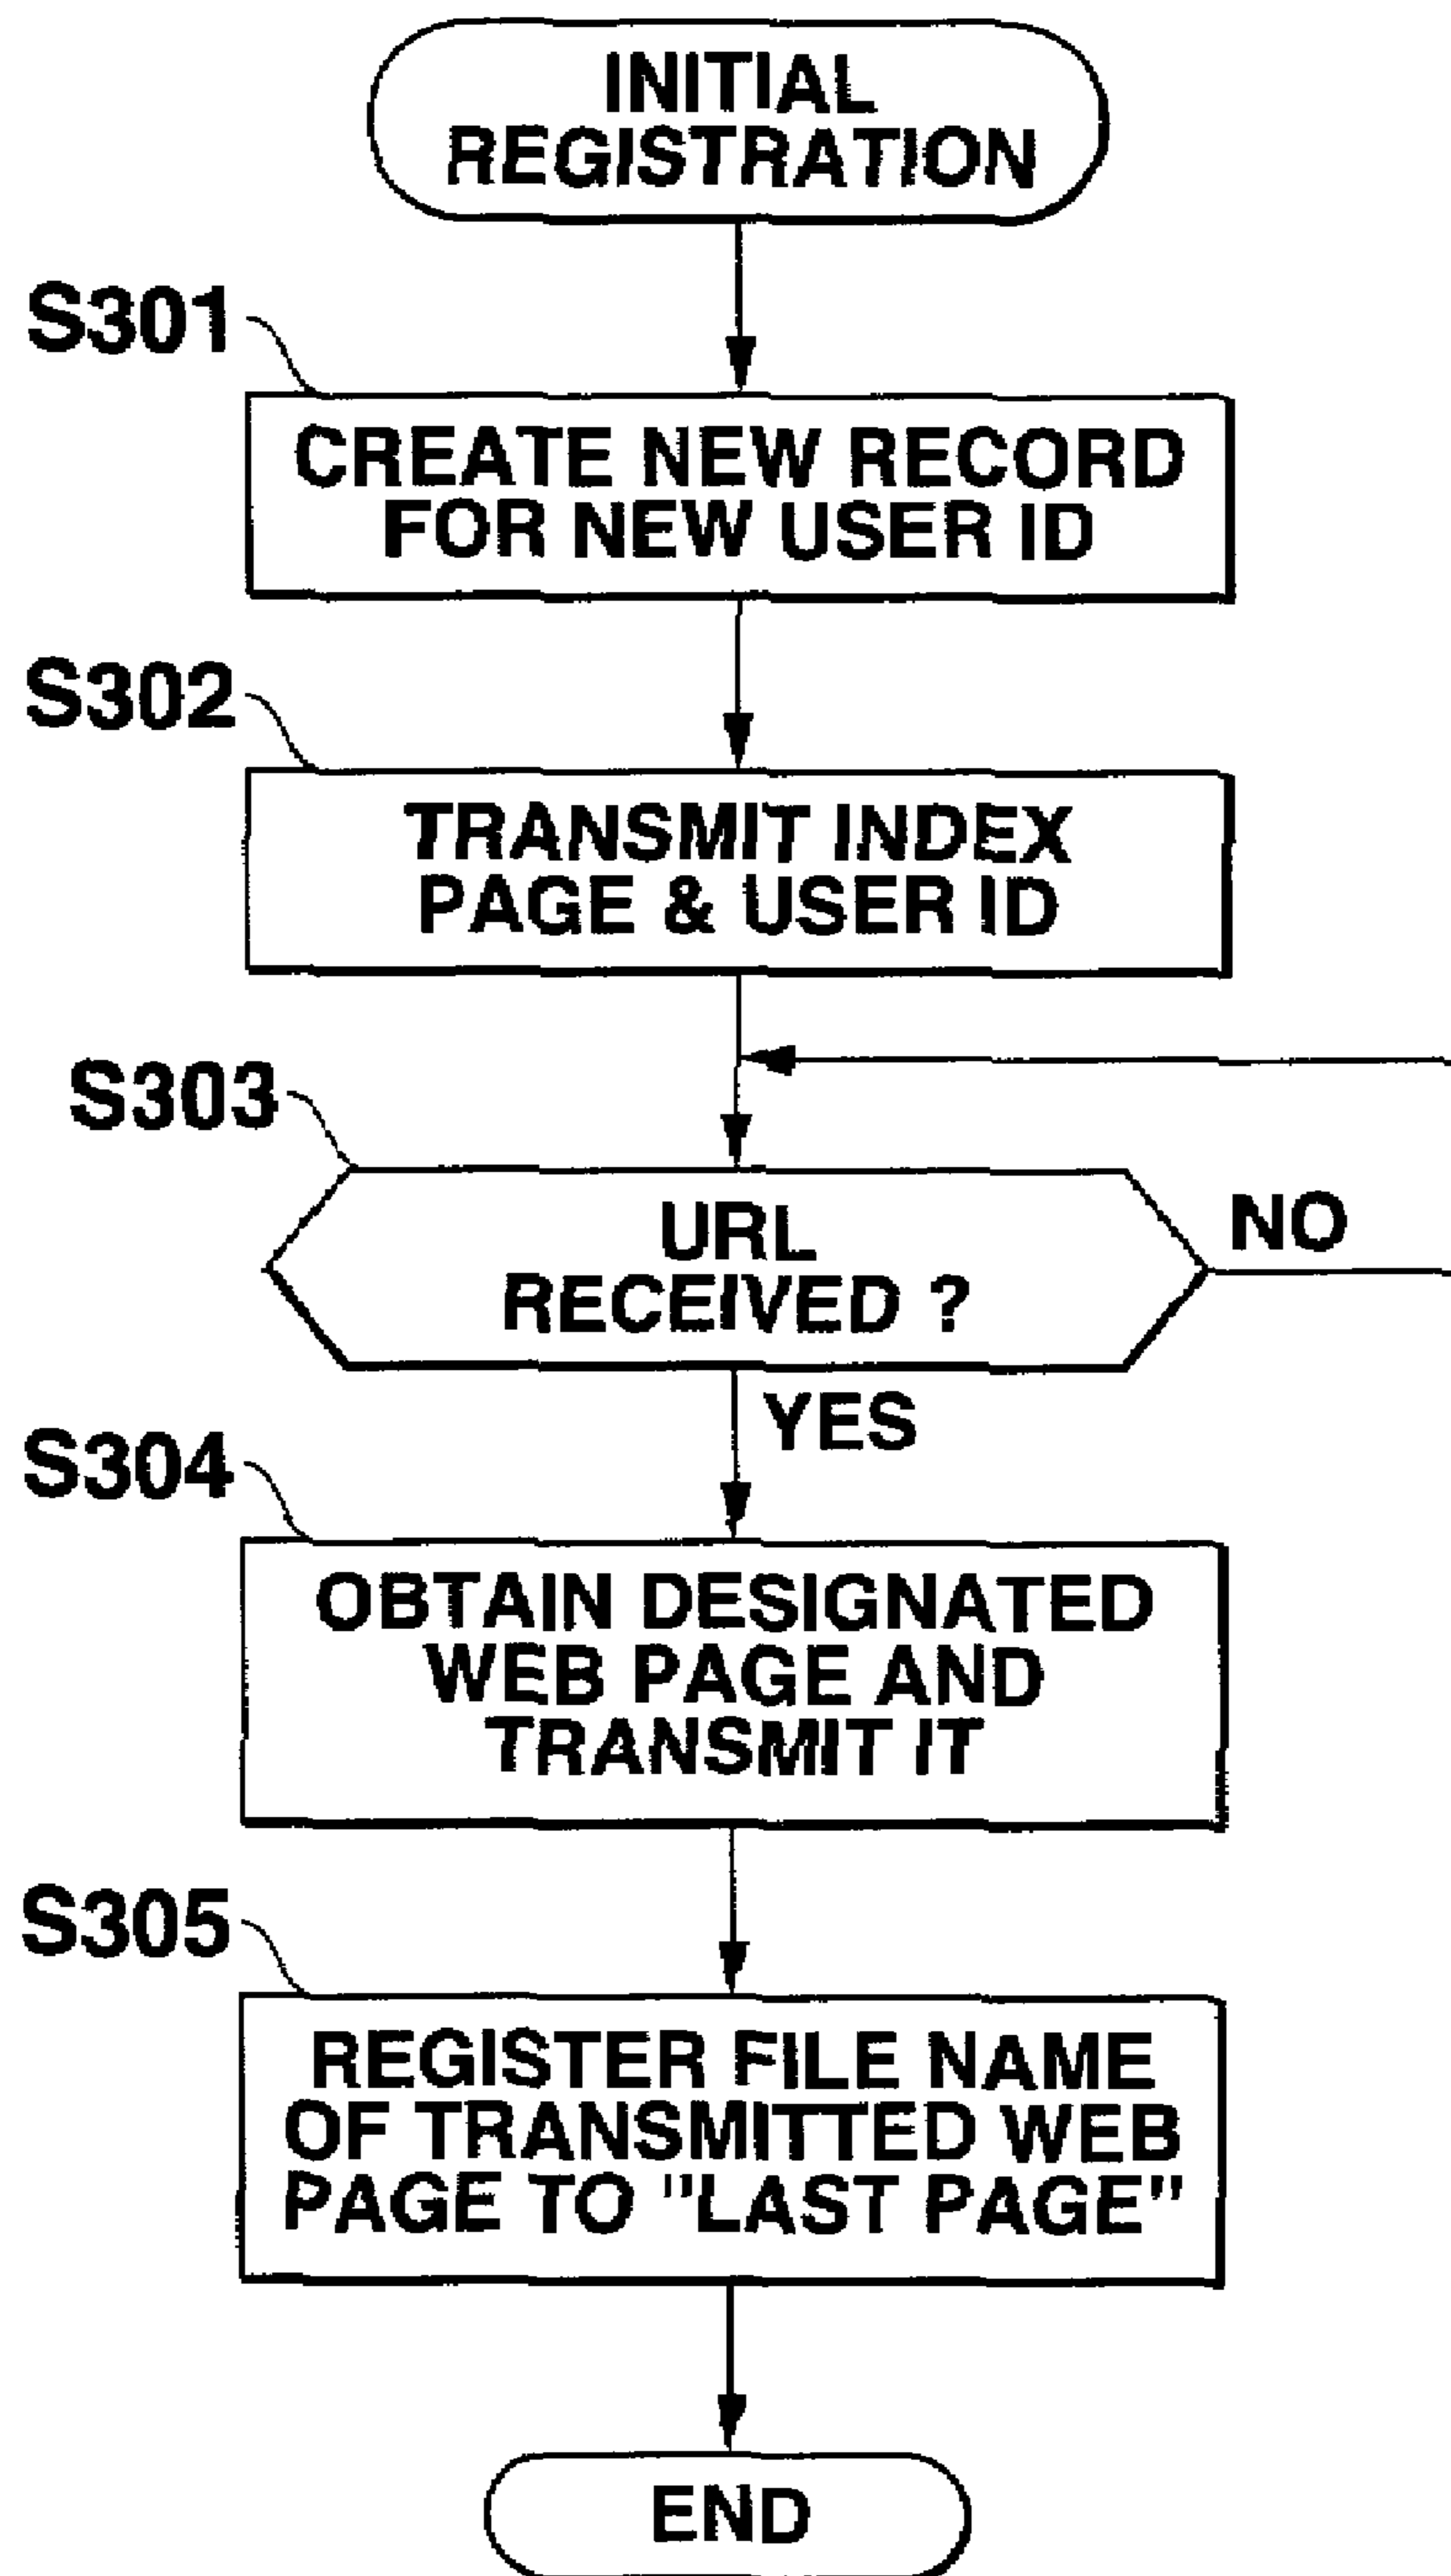 INITIAL
REGISTRATION
S301
CREATE NEW RECORD
FOR NEW USER ID
S302
TRANSMIT INDEX
PAGE & USER ID
S303
URL
RECEIVED ?
NO
YES
S304
OBTAIN DESIGNATED
WEB PAGE AND
TRANSMIT IT
S305
REGISTER FILE NAME
OF TRANSMITTED WEB
PAGE TO "LAST PAGE"
END